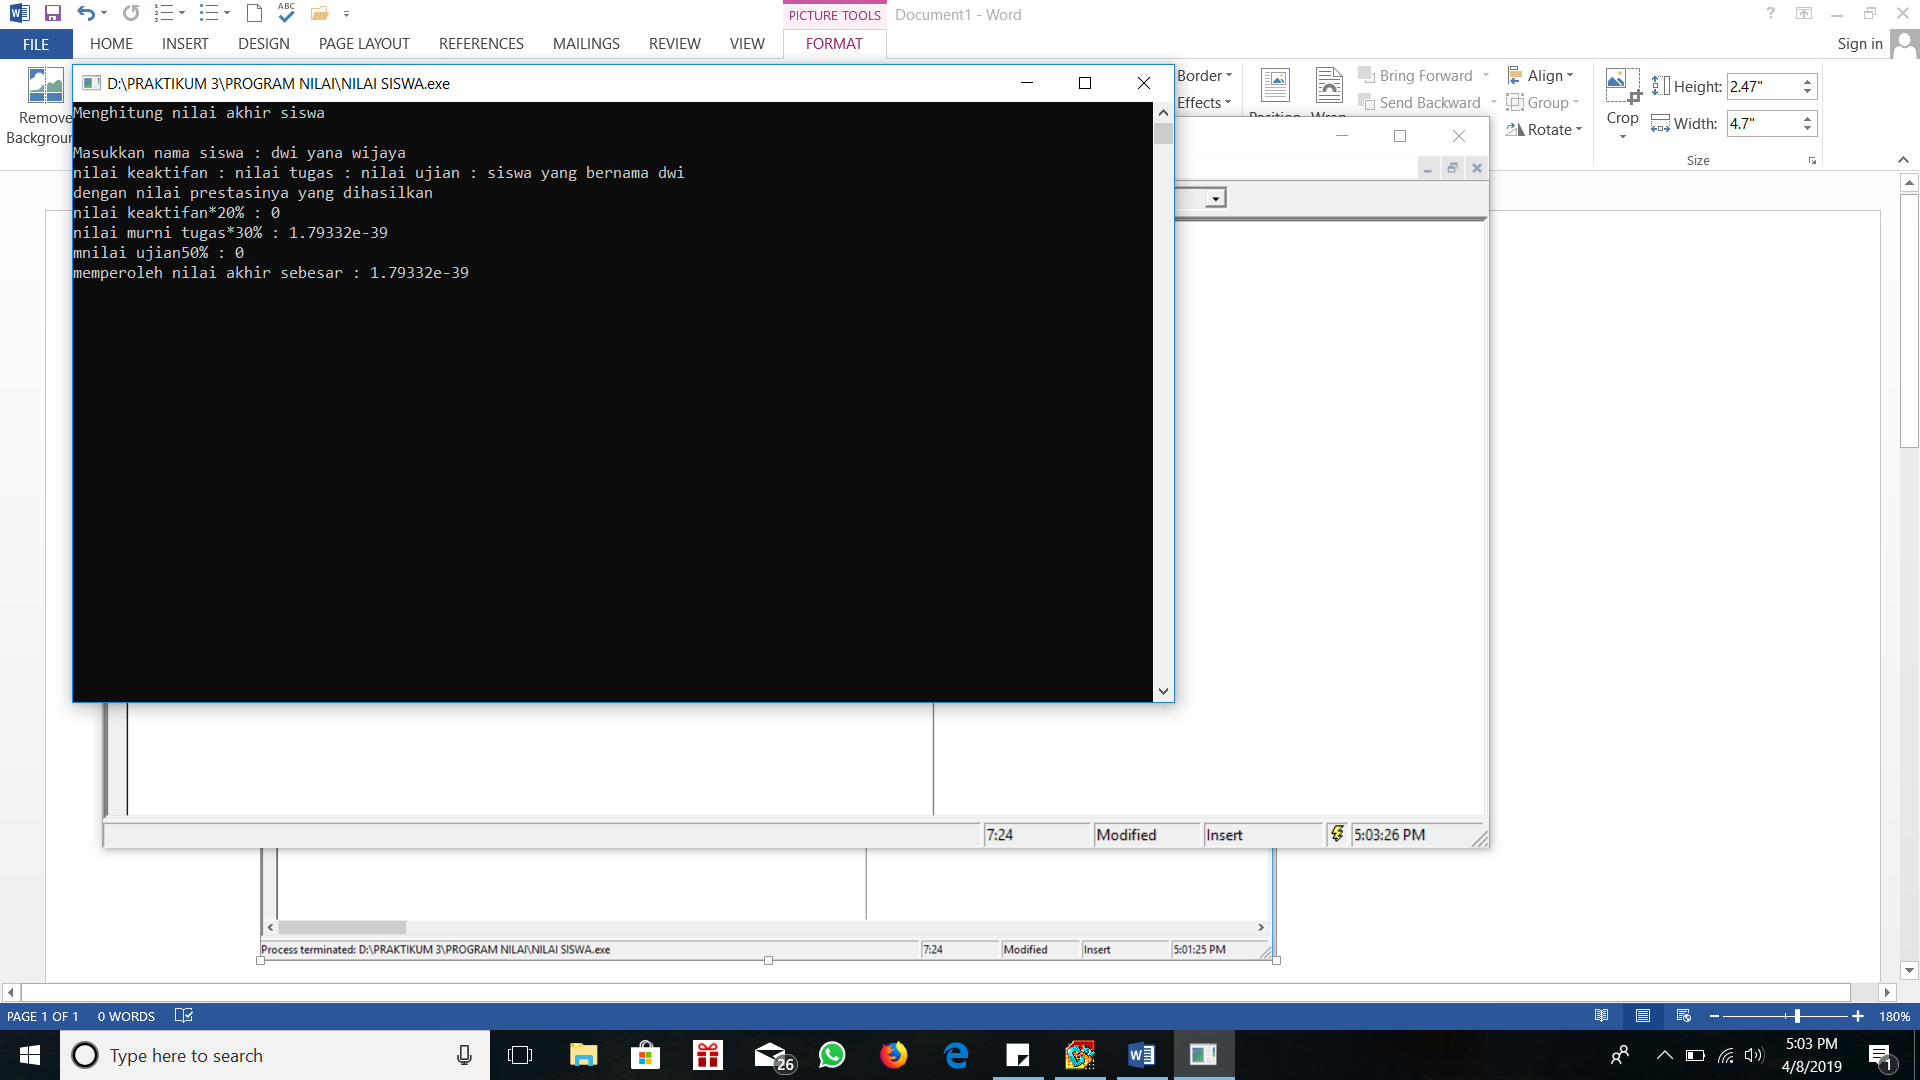 PICTURE TOOLS
Document1 - Word
FILE
HOME
INSERT
DESIGN
PAGE LAYOUT
REFERENCES
MAILINGS
REVIEW
VIEW
FORMAT
Sign in
Remove
Backgroun
D:\PRAKTIKUM 3\PROGRAM NILAI\NILAI SISWA.exe
Border
Effects
Bring Forward
Send Backward
Align
Group
Rotate
Crop
Height: 2.47"
Width: 4.7"
Size
Menghitung nilai akhir siswa
Masukkan nama siswa : dwi yana wijaya
nilai keaktifan : nilai tugas : nilai ujian : siswa yang bernama dwi
dengan nilai prestasinya yang dihasilkan
nilai keaktifan*20% : 0
nilai murni tugas*30% : 1.79332e-39
mnilai ujian50% : 0
memperoleh nilai akhir sebesar : 1.79332e-39
7:24
Modified
Insert
5:03:26 PM
Process terminated: D:\PRAKTIKUM 3\PROGRAM NILAI\NILAI SISWA.exe
7:24
Modified
Insert
5:01:25 PM
PAGE 1 OF 1
0 WORDS
180%
Type here to search
26
5:03 PM
4/8/2019
1